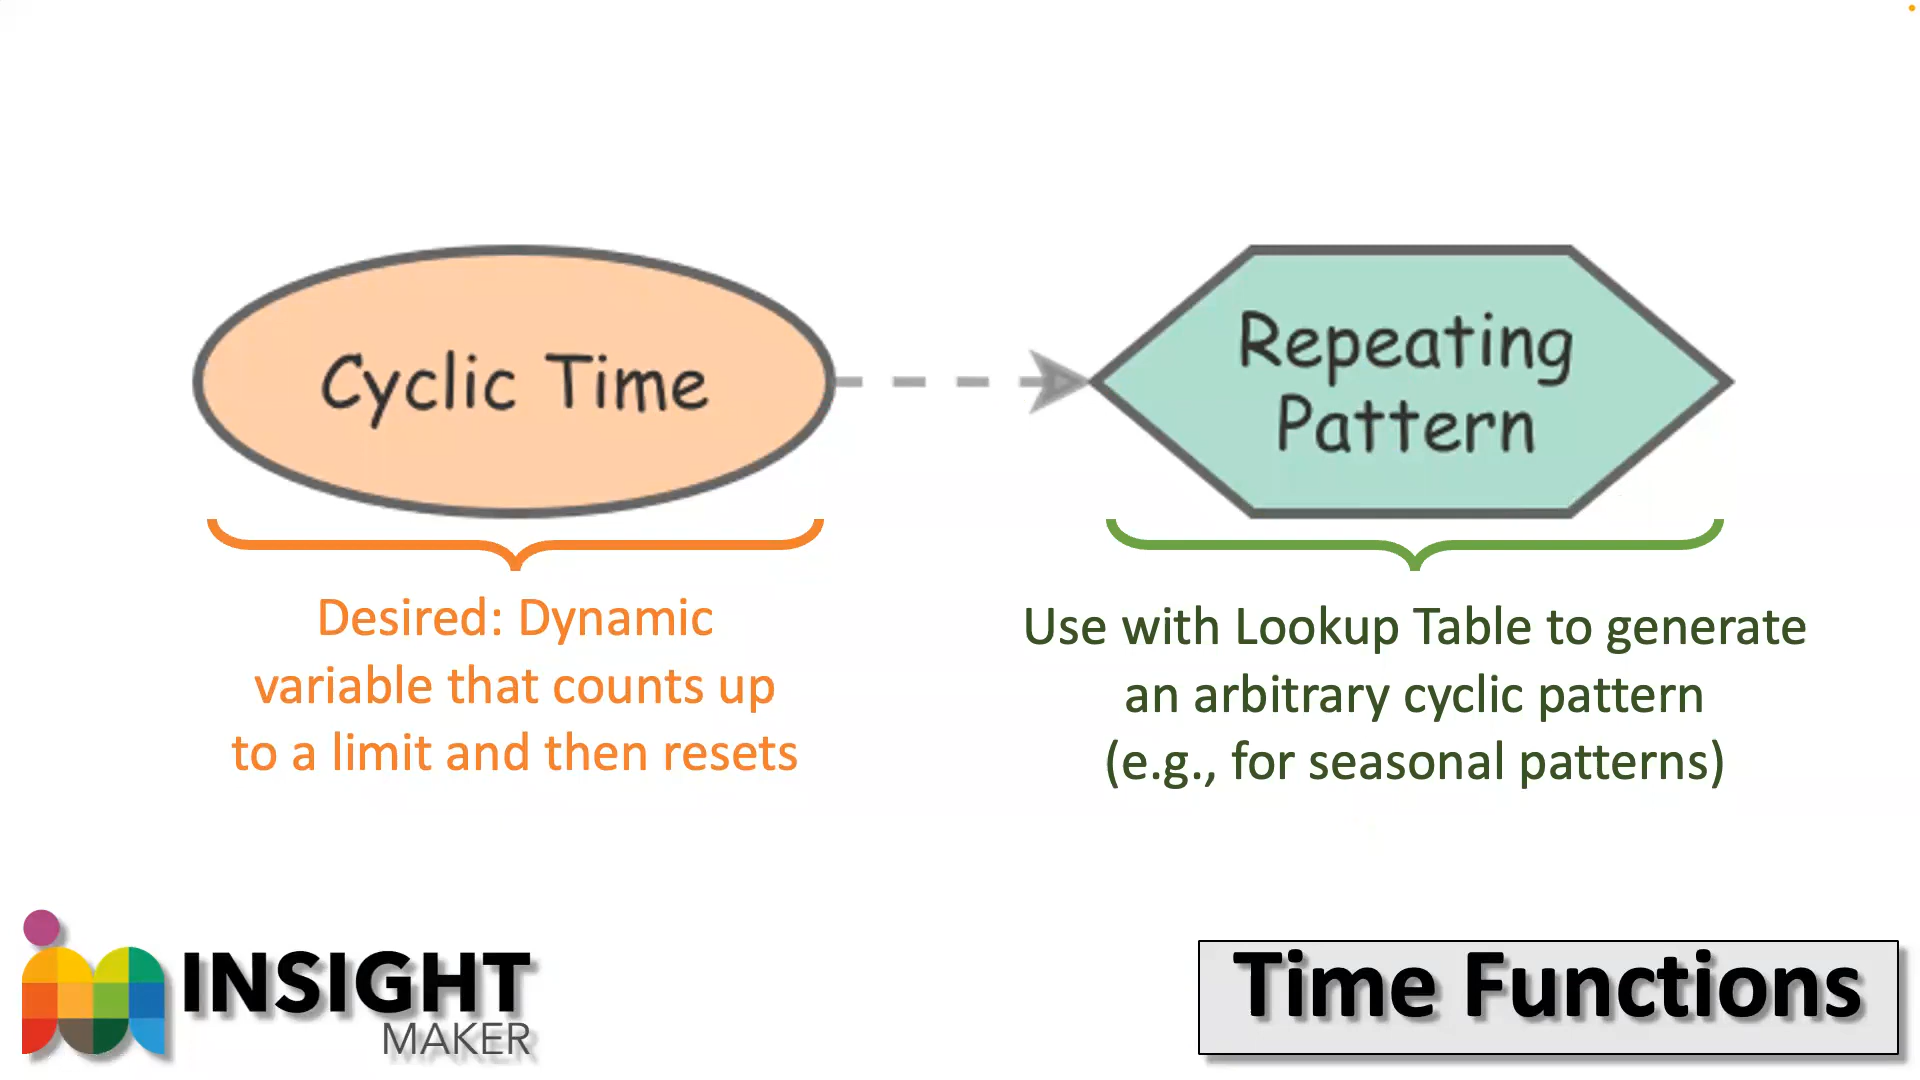 Cyclic Time
Repeating
Pattern
Desired: Dynamic
variable that counts up
to a limit and then resets
Use with Lookup Table to generate
an arbitrary cyclic pattern
(e.g., for seasonal patterns)
INSIGHT
MAKER
Time Functions